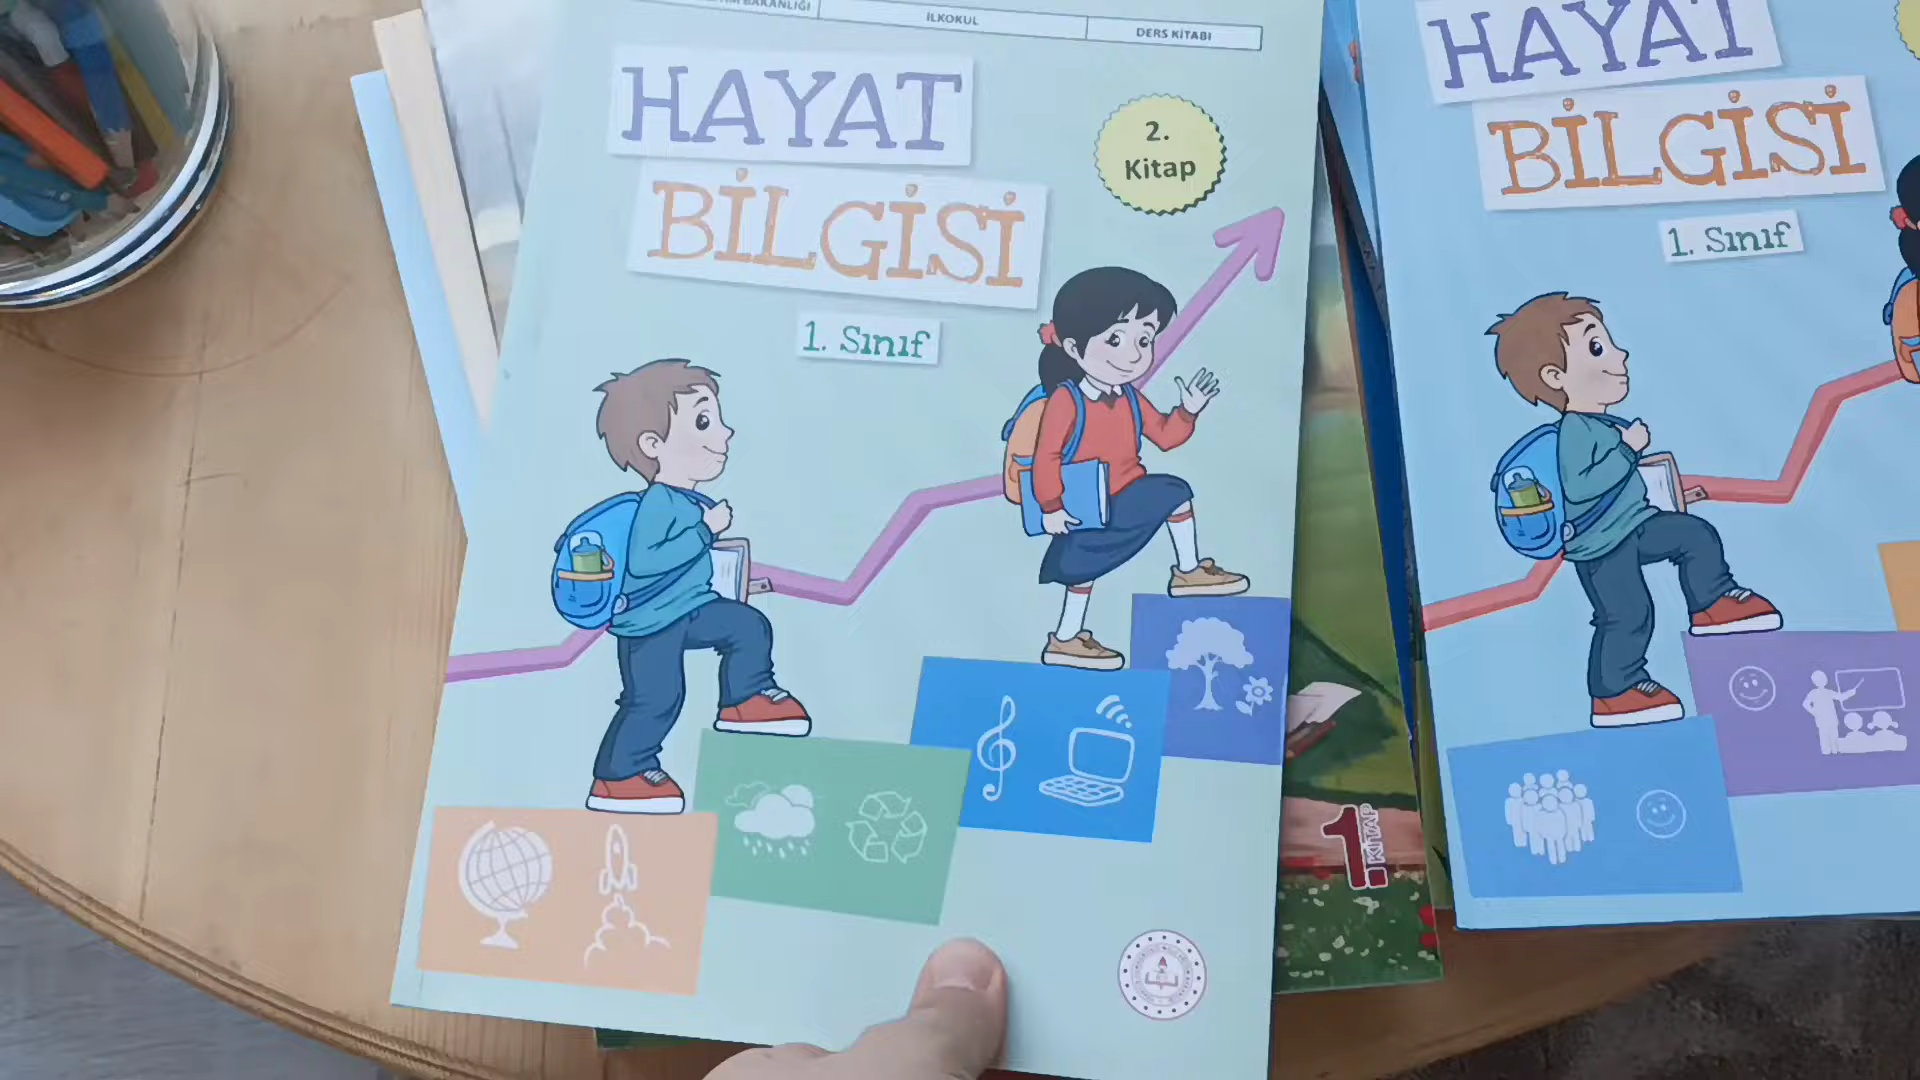 BAKANLIĞI
İLKOKUL
DERS KİTABI
HAYAT
BİLGİSİ
1. Sınıf
2.
Kitap
HAYAT
BİLGİSİ
1. Sınıf
1.
KİTAP